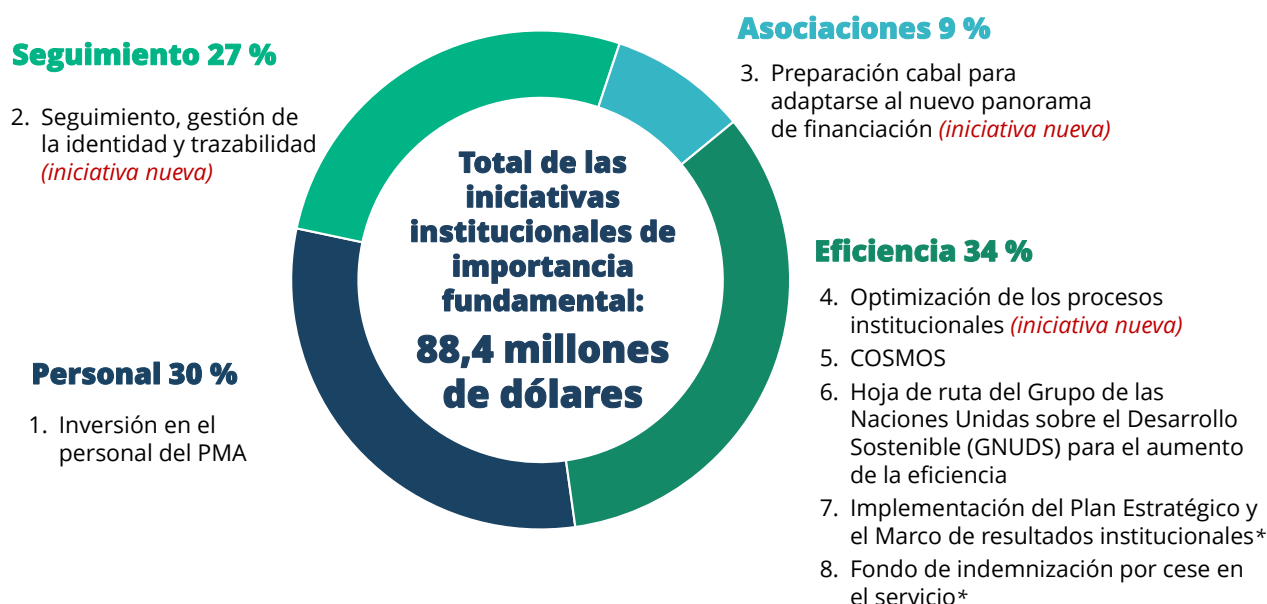 Seguimiento 27 %
2. Seguimiento, gestión de
la identidad y trazabilidad
(iniciativa nueva)
Personal 30 %
1. Inversión en el
personal del PMA
Total de las
iniciativas
institucionales de
importancia
fundamental:
88,4 millones
de dólares
Asociaciones 9 %
3. Preparación cabal para
adaptarse al nuevo panorama
de financiación (iniciativa nueva)
Eficiencia 34 %
4. Optimización de los procesos
institucionales (iniciativa nueva)
5. COSMOS
6. Hoja de ruta del Grupo de las
Naciones Unidas sobre el Desarrollo
Sostenible (GNUDS) para el aumento
de la eficiencia
7. Implementación del Plan Estratégico y
el Marco de resultados institucionales*
8. Fondo de indemnización por cese en
el servicio*